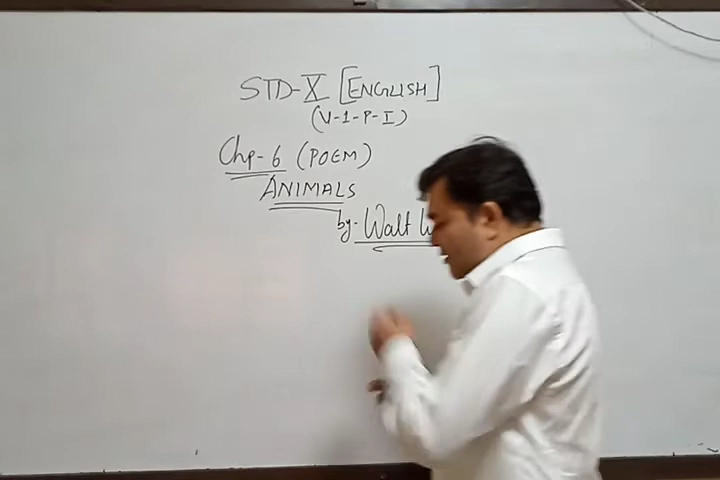 STD-X [ENGLISH]
(V-1-P-I)
Chp-6 (POEM)
ANIMALS
by- Walt